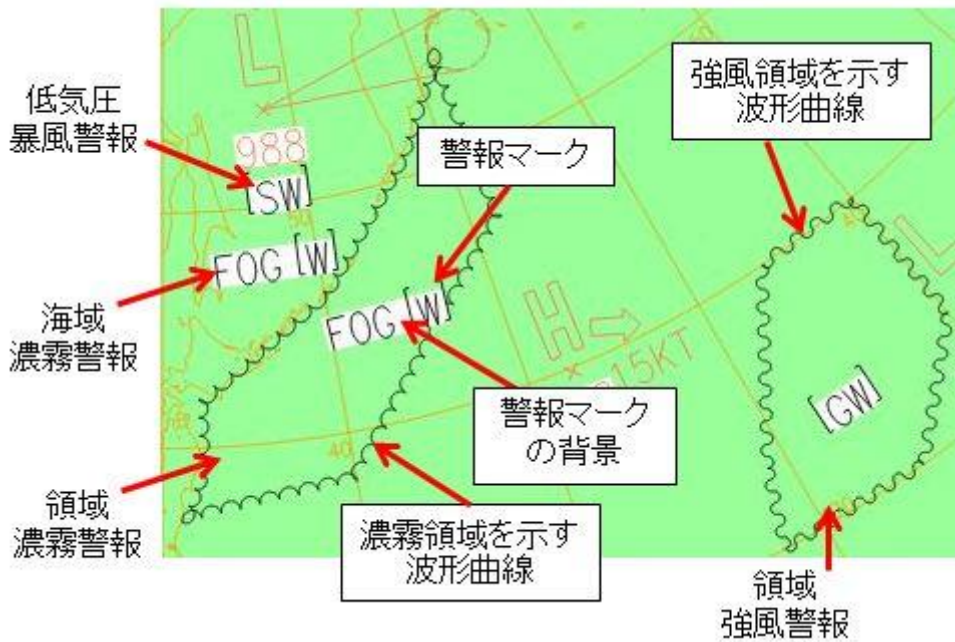 低気圧
暴風警報
L
988
[SW]
50
FOG [W]
海域
濃霧警報
警報マーク
FOG [W]
強風領域を示す
波形曲線
L
H
15KT
[GW]
警報マーク
の背景
40
領域
濃霧警報
濃霧領域を示す
波形曲線
領域
強風警報